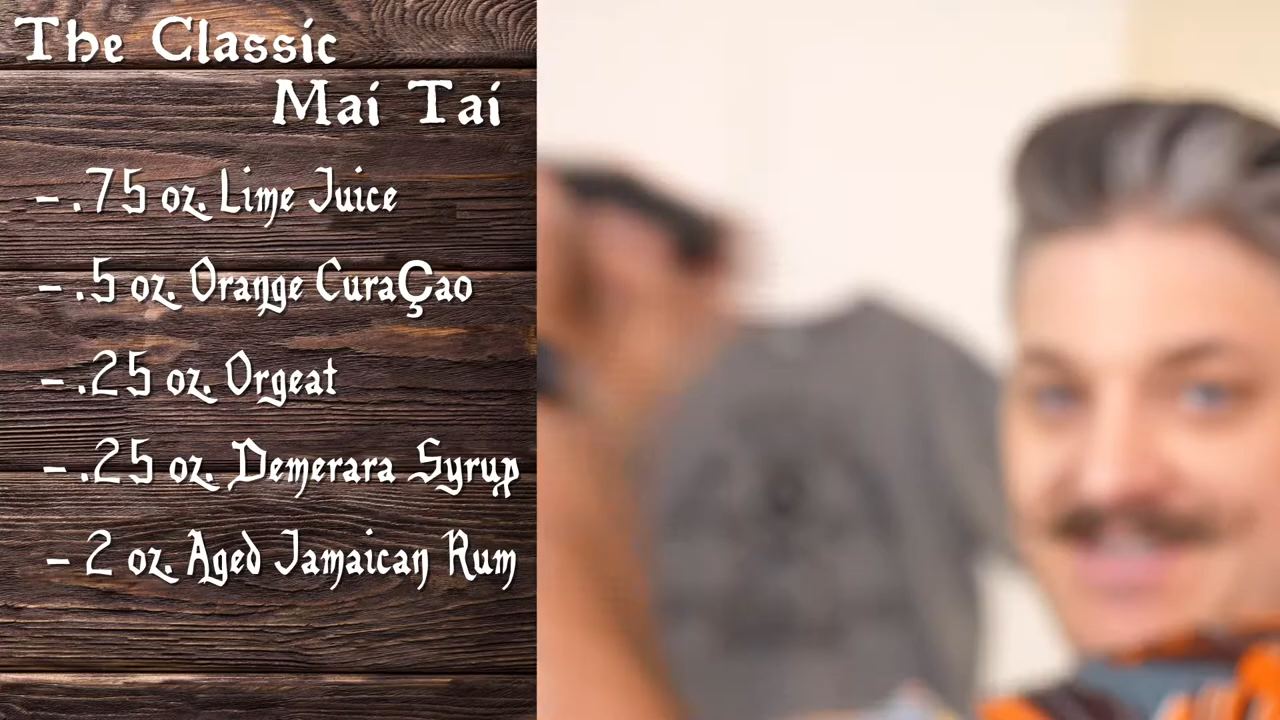 The Classic
Mai Tai
- .75 oz. Lime Juice
- .5 oz. Orange CuraÇao
- .25 oz. Orgeat
- .25 oz. Demerara Syrup
- 2 oz. Aged Jamaican Rum